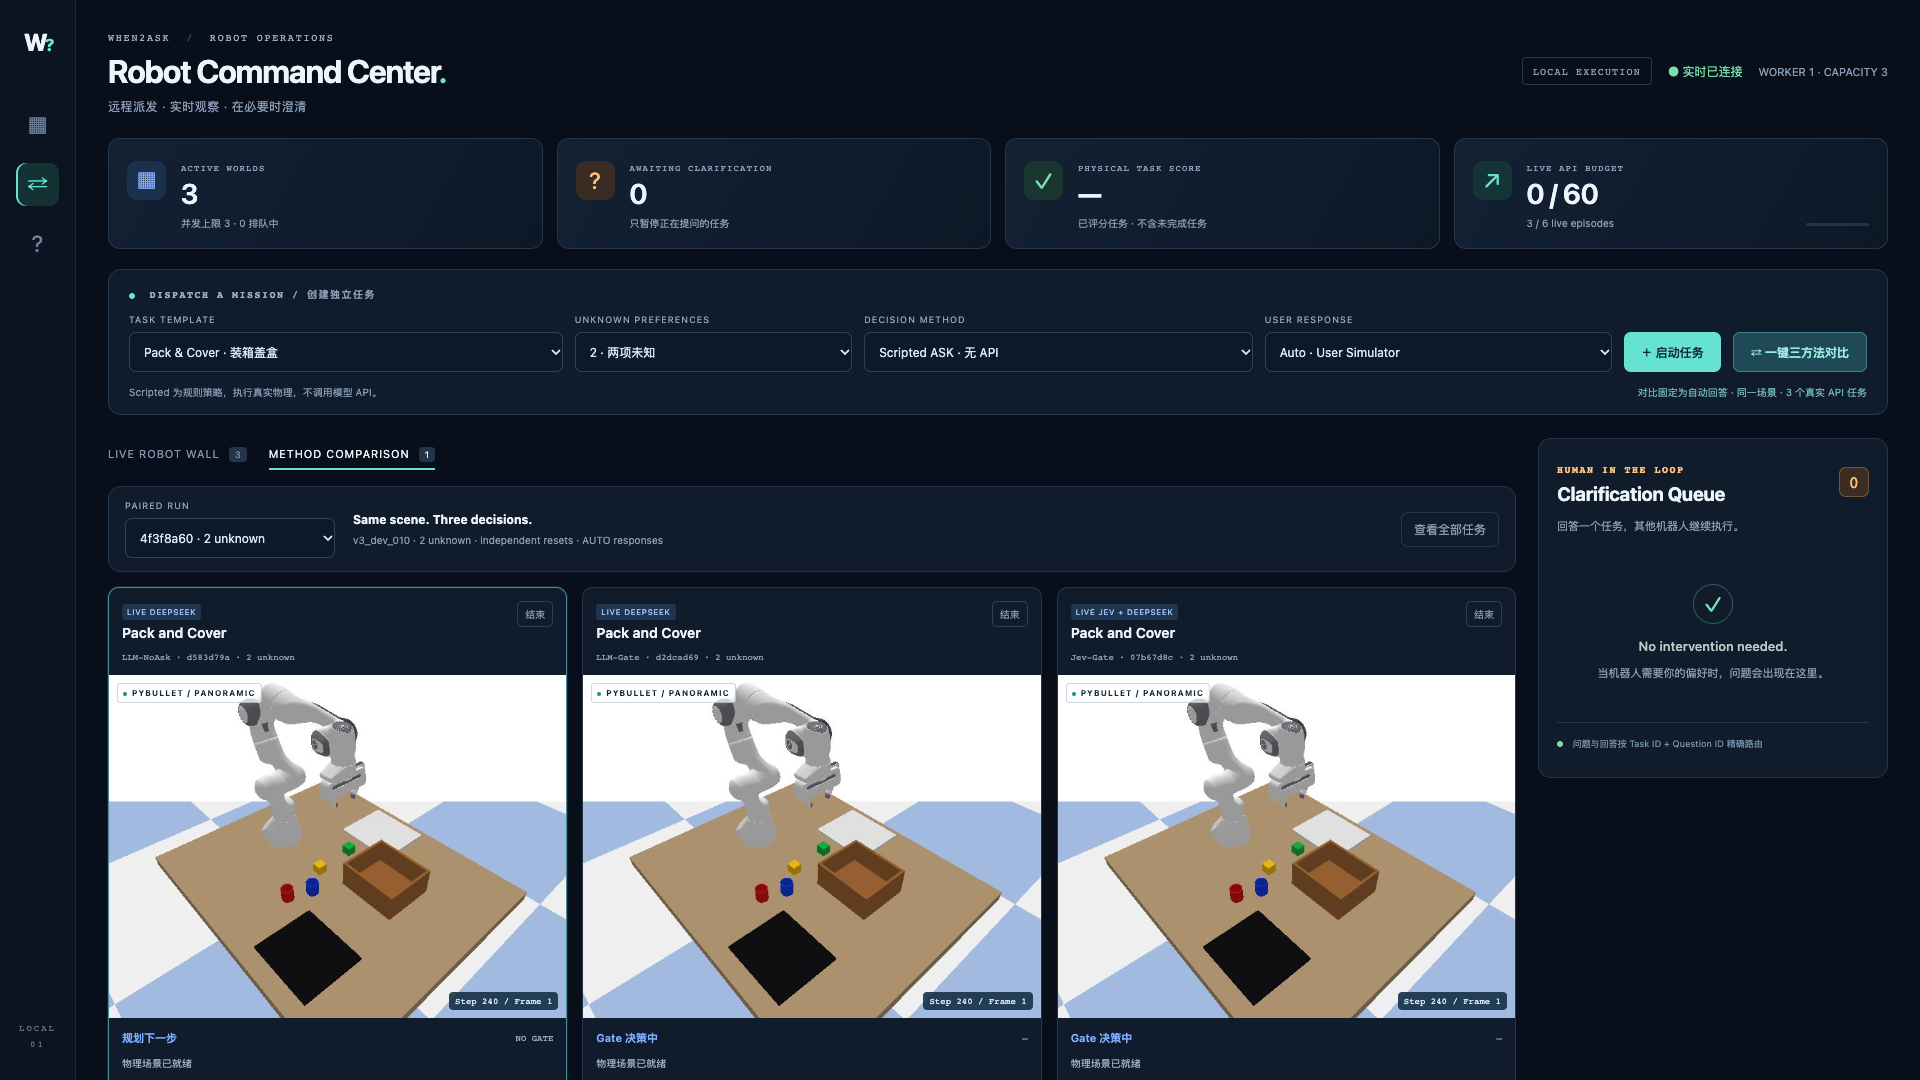 W?
WHEN2ASK / ROBOT OPERATIONS
Robot Command Center.
远程派发 · 实时观察 · 在必要时澄清
LOCAL EXECUTION
实时已连接
WORKER 1 · CAPACITY 3
?
ACTIVE WORLDS
3
并发上限 3 · 0 排队中
?
AWAITING CLARIFICATION
0
只暂停正在提问的任务
PHYSICAL TASK SCORE
—
已评分任务 · 不含未完成任务
LIVE API BUDGET
0 / 60
3 / 6 live episodes
DISPATCH A MISSION / 创建独立任务
TASK TEMPLATE
Pack & Cover · 装箱盖盒
UNKNOWN PREFERENCES
2 · 两项未知
DECISION METHOD
Scripted ASK · 无 API
USER RESPONSE
Auto · User Simulator
+ 启动任务
⇄ 一键三方法对比
Scripted 为规则策略，执行真实物理，不调用模型 API。
对比固定为自动回答 · 同一场景 · 3 个真实 API 任务
LIVE ROBOT WALL 3
METHOD COMPARISON 1
PAIRED RUN
4f3f8a60 · 2 unknown
Same scene. Three decisions.
v3_dev_010 · 2 unknown · Independent resets · AUTO responses
查看全部任务
LIVE DEEPSEEK
Pack and Cover
LLM-NoAsk · d583d79a · 2 unknown
结束
PYBULLET / PANORAMIC
Step 240 / Frame 1
规划下一步
NO GATE
物理场景已就绪
LIVE DEEPSEEK
Pack and Cover
LLM-Gate · d2dcad69 · 2 unknown
结束
PYBULLET / PANORAMIC
Step 240 / Frame 1
Gate 决策中
—
物理场景已就绪
LIVE JEV + DEEPSEEK
Pack and Cover
Jev-Gate · 07b67d8c · 2 unknown
结束
PYBULLET / PANORAMIC
Step 240 / Frame 1
Gate 决策中
—
物理场景已就绪
HUMAN IN THE LOOP
Clarification Queue
0
回答一个任务，其他机器人继续执行。
No intervention needed.
当机器人需要你的偏好时，问题会出现在这里。
问题与回答按 Task ID + Question ID 精确路由
LOCAL
01